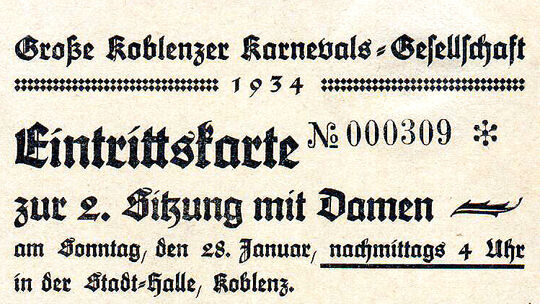 Große Koblenzer Karnevals-Gesellschaft
1934
Eintrittskarte № 000309 *
zur 2. Sitzung mit Damen
am Sonntag, den 28. Januar, nachmittags 4 Uhr
in der Stadt-Halle, Koblenz.